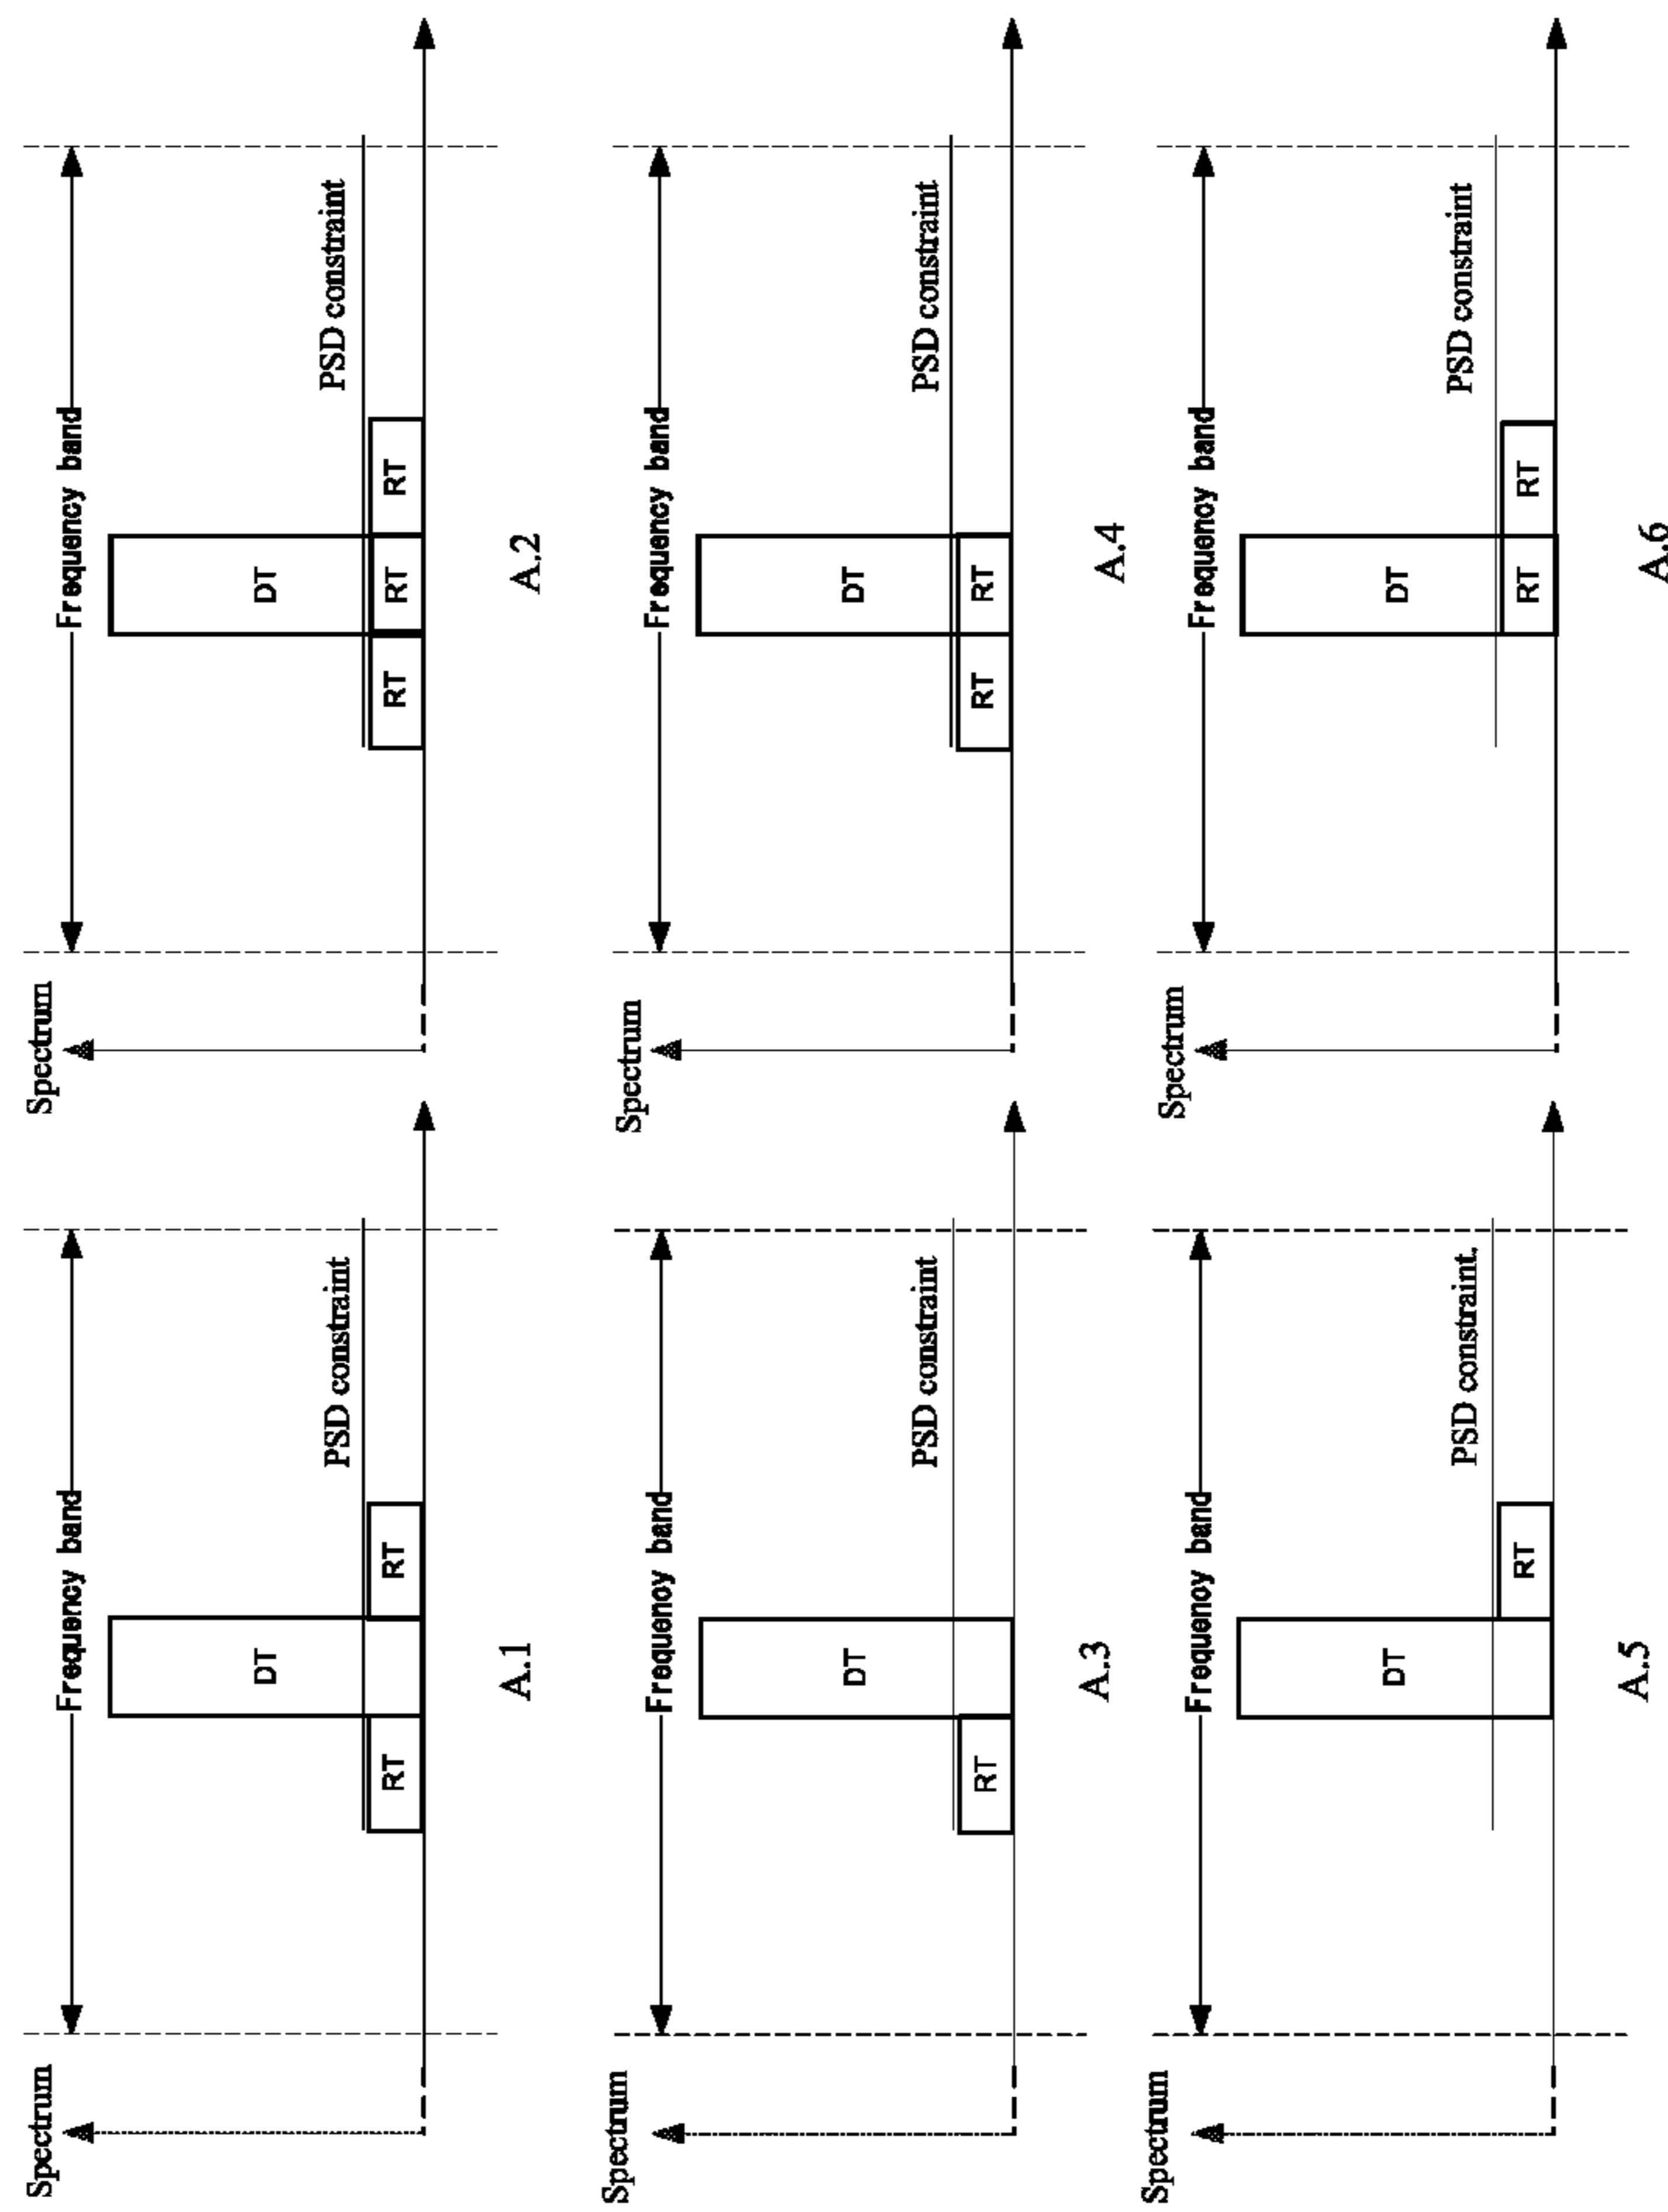 Spectrum
Frequency band
PSD constraint
DT
RT
RT
A.1
Spectrum
Frequency band
PSD constraint
DT
RT
RT
RT
A.2
Spectrum
Frequency band
PSD constraint
DT
RT
A.3
Spectrum
Frequency band
PSD constraint
DT
RT
RT
A.4
Spectrum
Frequency band
PSD constraint.
DT
RT
A.5
Spectrum
Frequency band
PSD constraint
DT
RT
RT
A.6